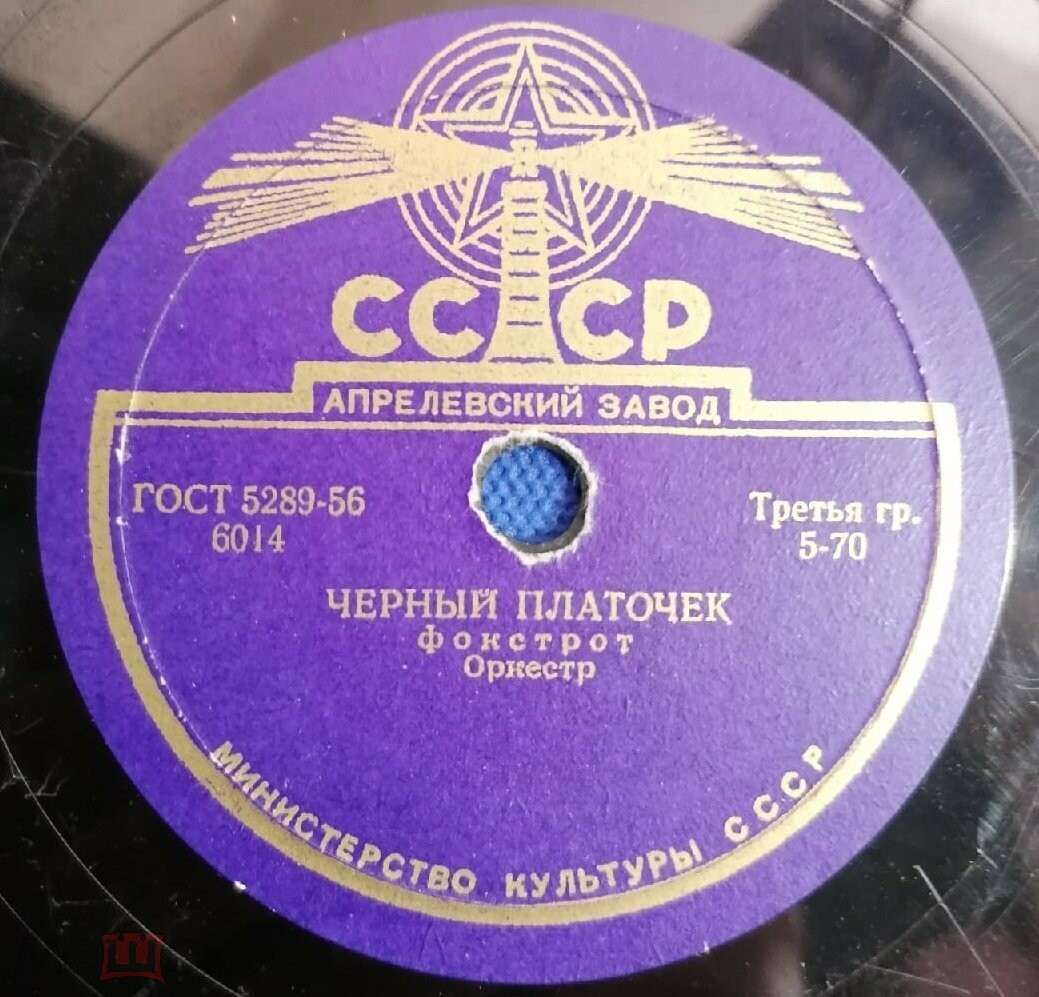 СССР
АПРЕЛЕВСКИЙ ЗАВОД
ГОСТ 5289-56
6014
Третья гр.
5-70
ЧЕРНЫЙ ПЛАТОЧЕК
фокстрот
Оркестр
МИНИСТЕРСТВО КУЛЬТУРЫ СССР